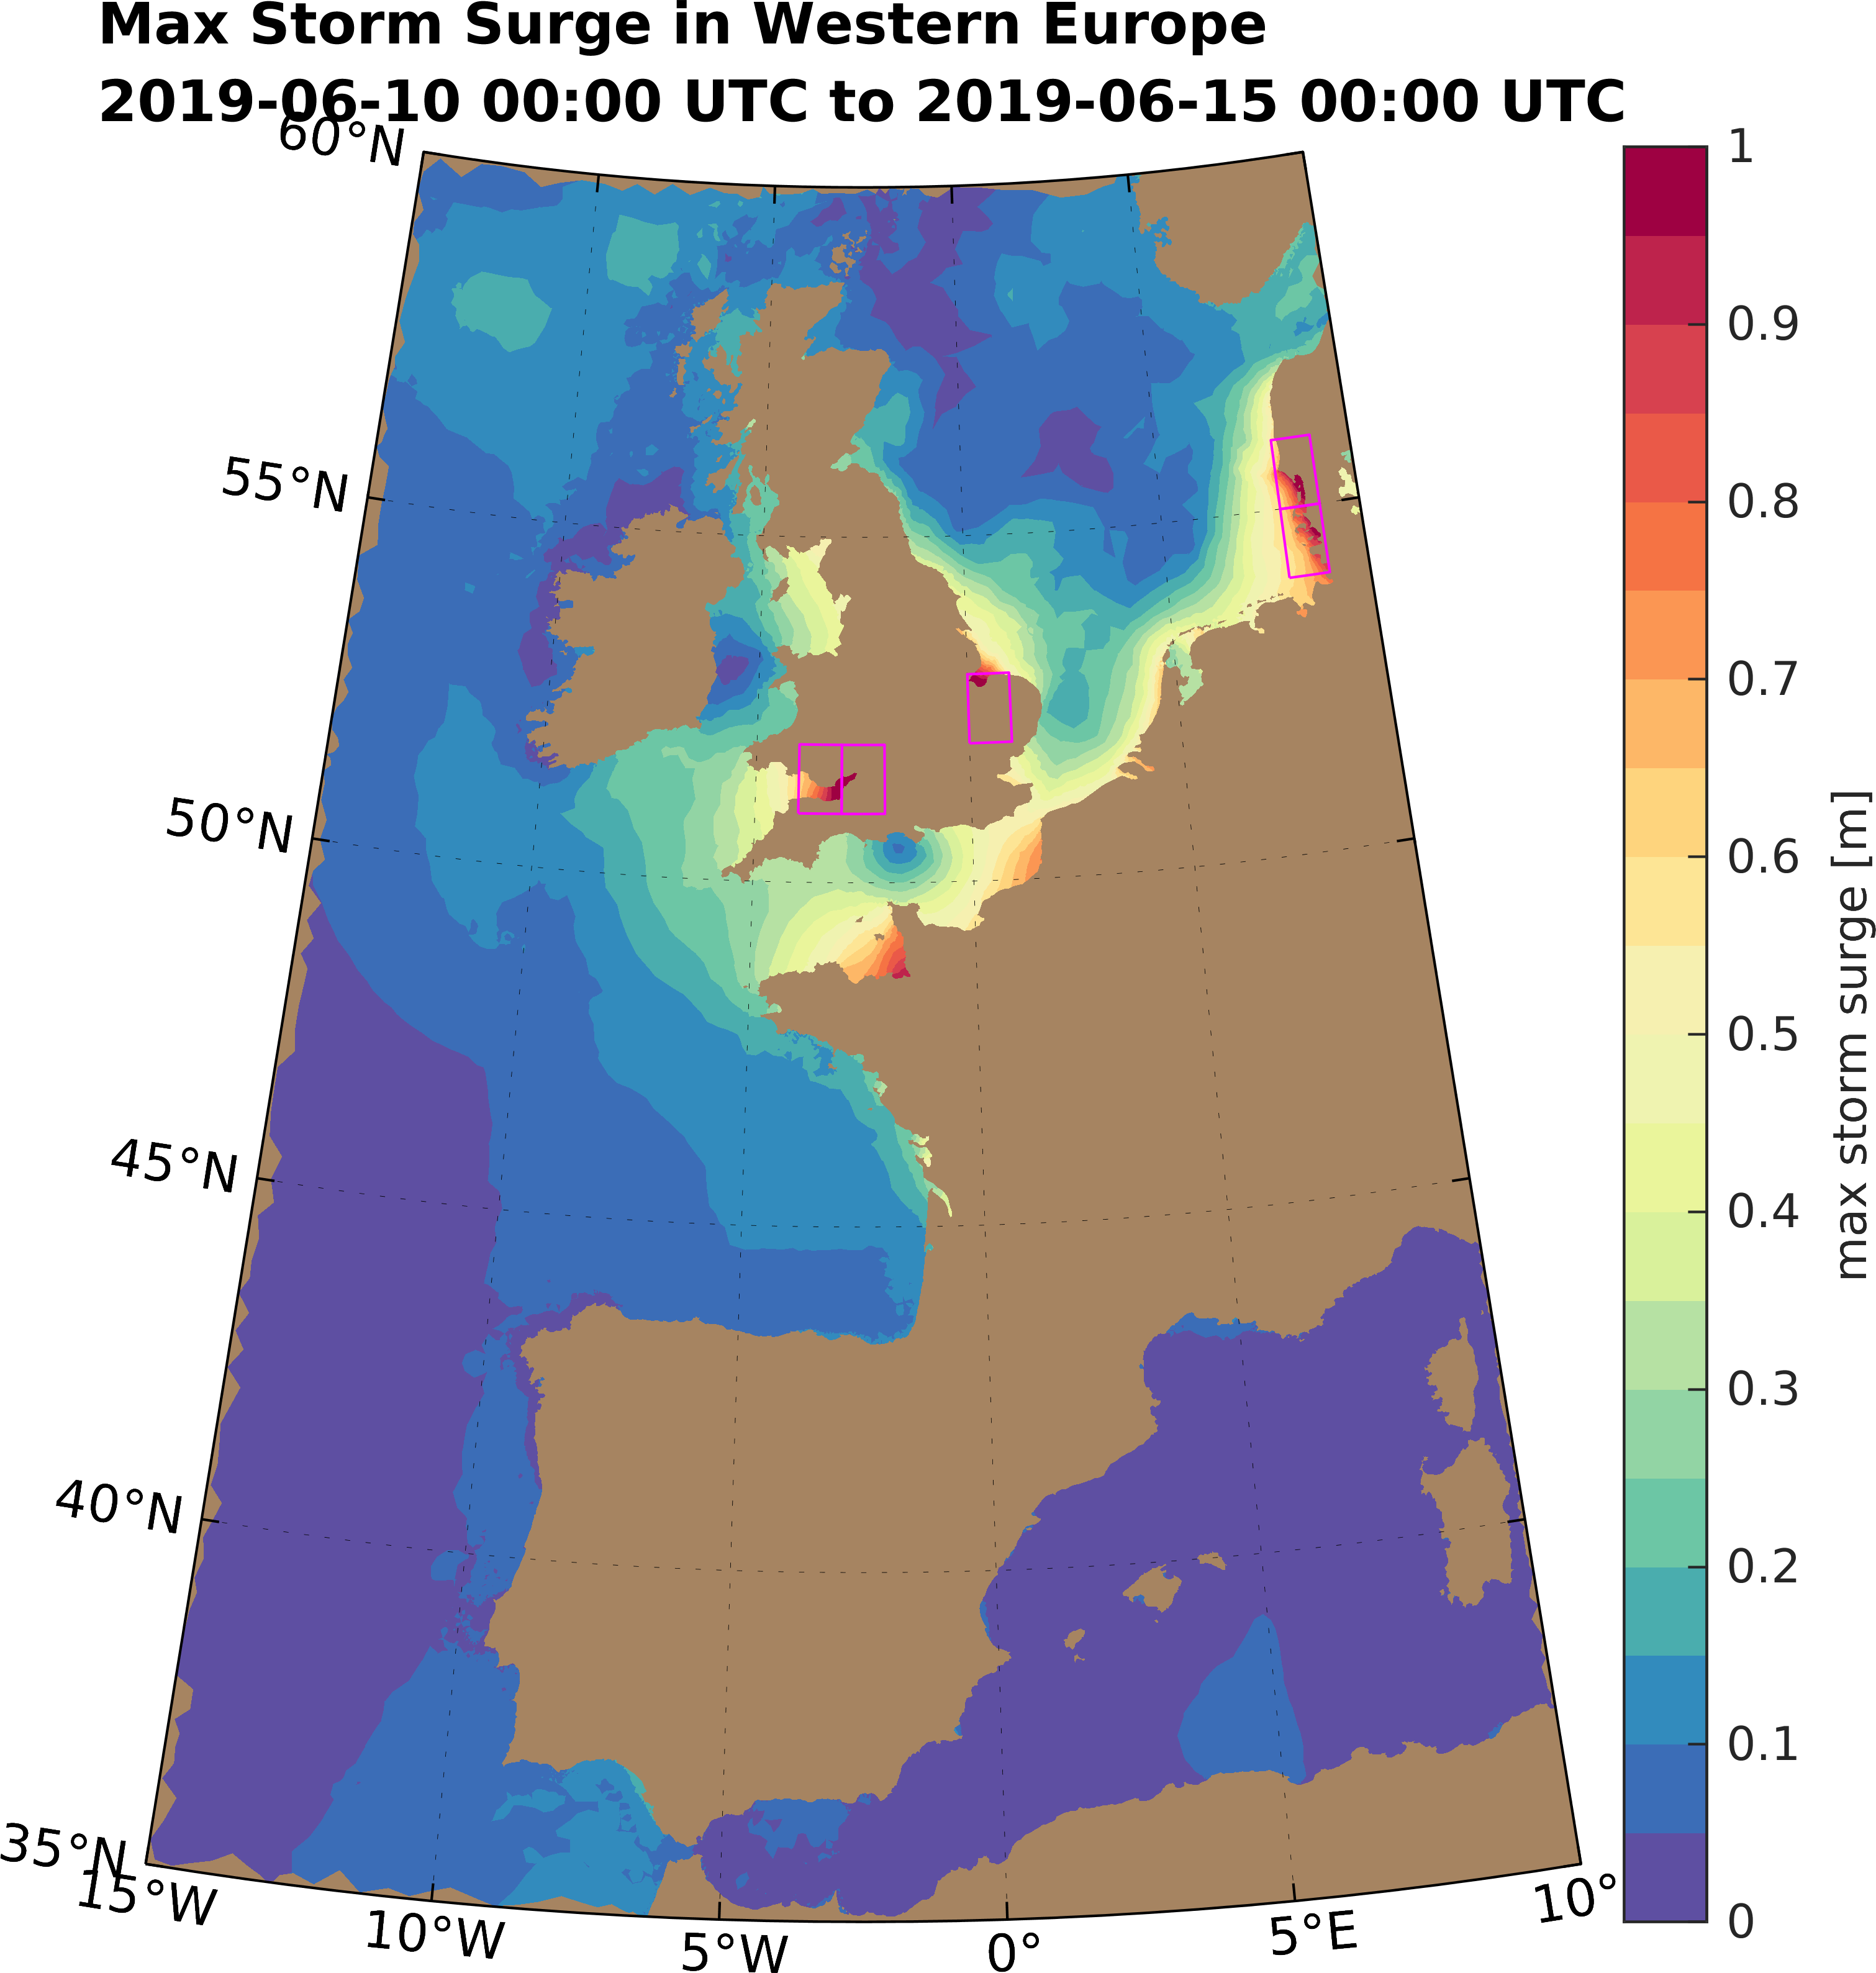 Max Storm Surge in Western Europe
2019-06-10 00:00 UTC to 2019-06-15 00:00 UTC
60°N
55°N
50°N
45°N
40°N
35°N
15°W
10°W
5°W
0°
5°E
10°
1
0.9
0.8
0.7
0.6
0.5
0.4
0.3
0.2
0.1
0
max storm surge [m]